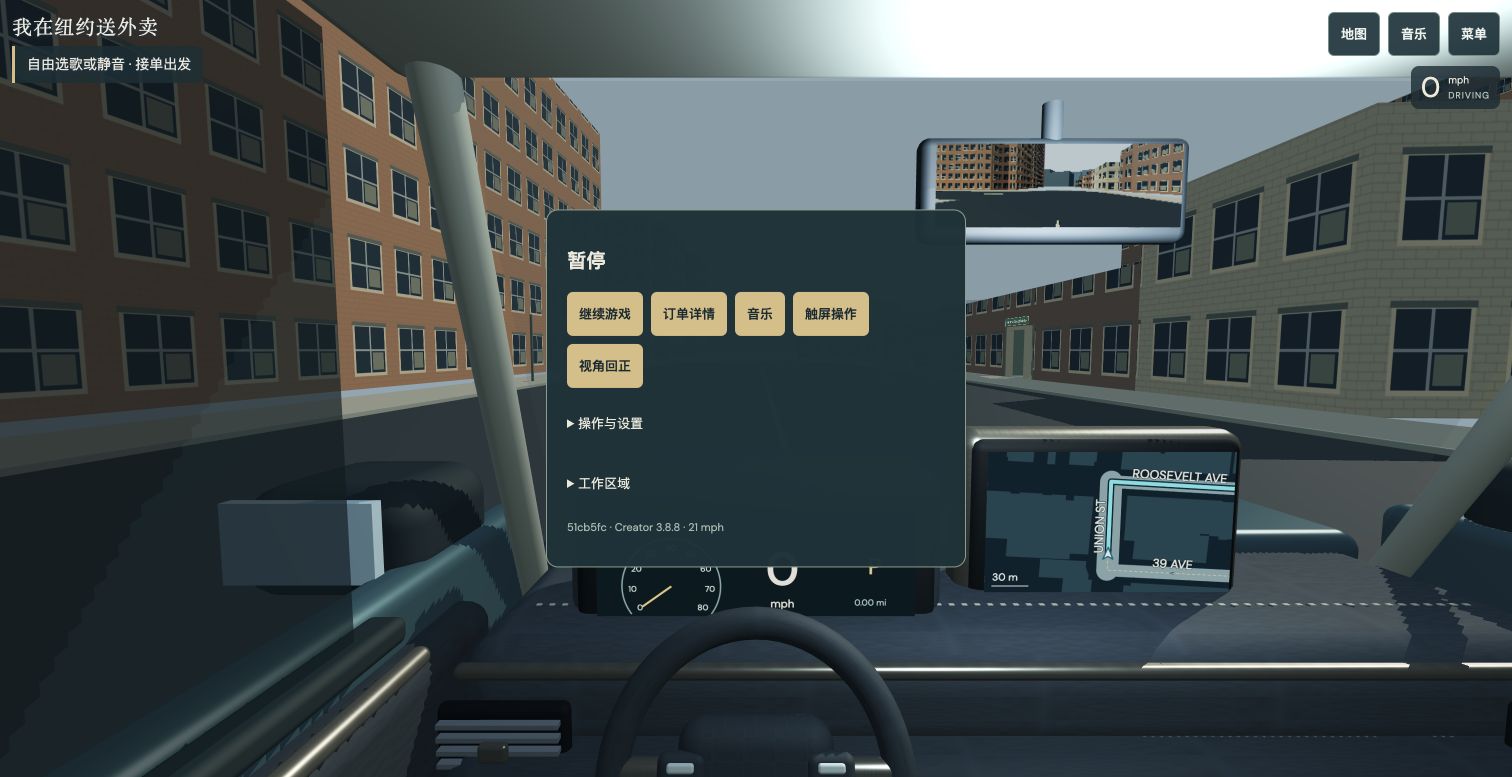 我在纽约送外卖
自由选歌或静音 · 接单出发
地图
音乐
菜单
0 mph
DRIVING
暂停
继续游戏
订单详情
音乐
触屏操作
视角回正
▶ 操作与设置
▶ 工作区域
51cb5fc · Creator 3.8.8 · 21 mph
20
10
0
60
70
80
0
mph
0.00 mi
ROOSEVELT AVE
UNION ST
39 AVE
30 m